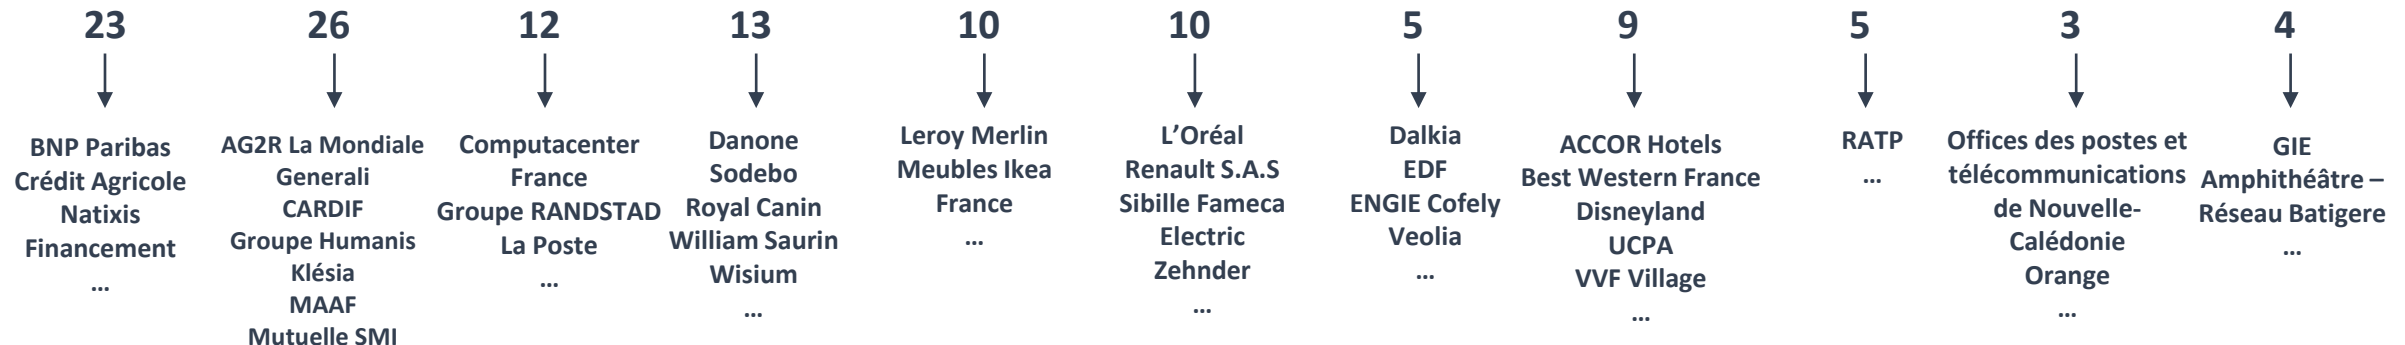 23
BNP Paribas
Crédit Agricole
Natixis
Financement
…
26
AG2R La Mondiale
Generali
CARDIF
Groupe Humanis
Klésia
MAAF
Mutuelle SMI
12
Computacenter
France
Groupe RANDSTAD
La Poste
…
13
Danone
Sodebo
Royal Canin
William Saurin
Wisium
…
10
Leroy Merlin
Meubles Ikea
France
…
10
L’Oréal
Renault S.A.S
Sibille Fameca
Electric
Zehnder
…
5
Dalkia
EDF
ENGIE Cofely
Veolia
…
9
ACCOR Hotels
Best Western France
Disneyland
UCPA
VVF Village
…
5
RATP
…
3
Offices des postes et
télécommunications
de Nouvelle-
Calédonie
Orange
…
4
GIE
Amphithéâtre –
Réseau Batigere
…